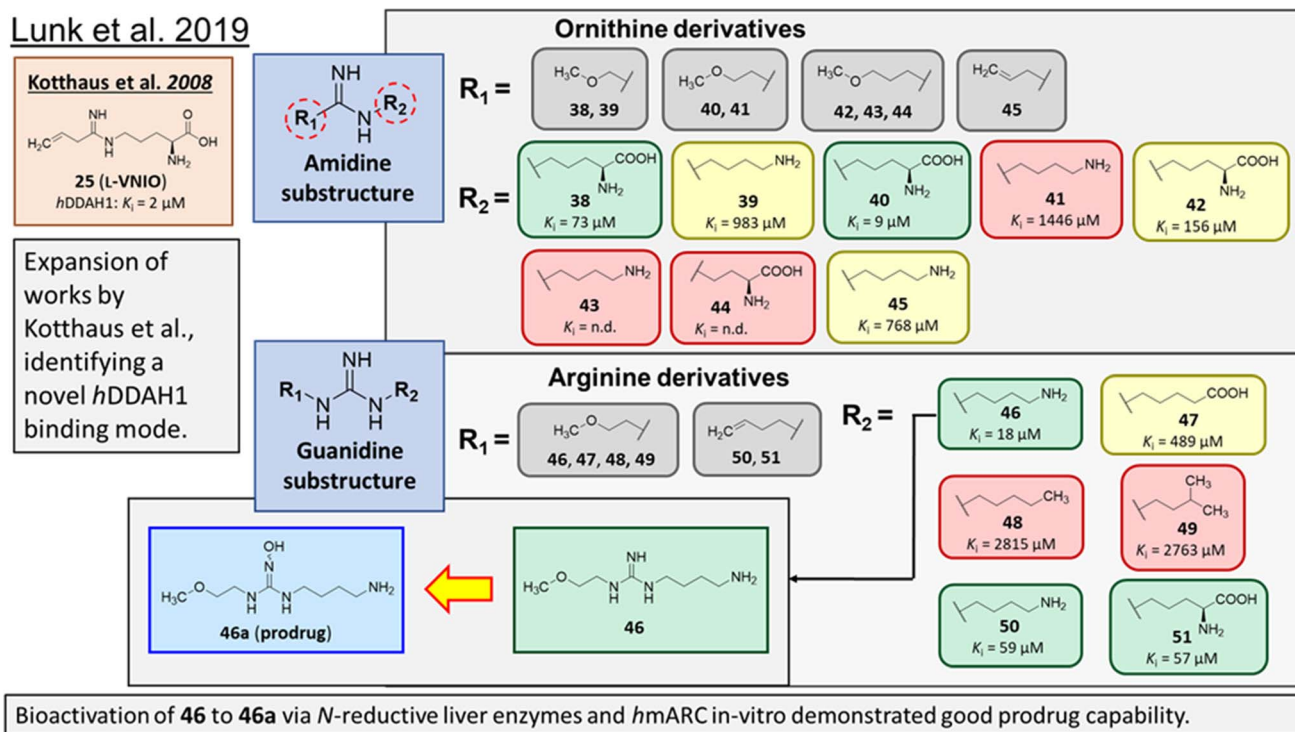 Lunk et al. 2019
Kotthaus et al. 2008
NH
H₂C
N
H
O
OH
NH₂
25 (L-VNIO)
hDDAH1: Kᵢ = 2 µM
Expansion of
works by
Kotthaus et al.,
identifying a
novel hDDAH1
binding mode.
NH
R₁
N
H
R₂
Amidine
substructure
Ornithine derivatives
R₁ =
H₃C
O
38, 39
H₃C
O
40, 41
H₃C
O
42, 43, 44
H₂C
45
R₂ =
COOH
NH₂
38
Kᵢ = 73 µM
NH₂
39
Kᵢ = 983 µM
COOH
NH₂
40
Kᵢ = 9 µM
NH₂
41
Kᵢ = 1446 µM
COOH
NH₂
42
Kᵢ = 156 µM
NH₂
43
Kᵢ = n.d.
COOH
NH₂
44
Kᵢ = n.d.
NH₂
45
Kᵢ = 768 µM
NH
R₁
N
H
N
H
R₂
Guanidine
substructure
Arginine derivatives
R₁ =
H₃C
O
46, 47, 48, 49
H₂C
50, 51
R₂ =
NH₂
46
Kᵢ = 18 µM
COOH
47
Kᵢ = 489 µM
CH₃
48
Kᵢ = 2815 µM
CH₃
CH₃
49
Kᵢ = 2763 µM
NH₂
50
Kᵢ = 59 µM
COOH
NH₂
51
Kᵢ = 57 µM
OH
N
H₃C
O
N
H
N
H
NH₂
46a (prodrug)
NH
H₃C
O
N
H
N
H
NH₂
46
Bioactivation of 46 to 46a via N-reductive liver enzymes and hmARC in-vitro demonstrated good prodrug capability.